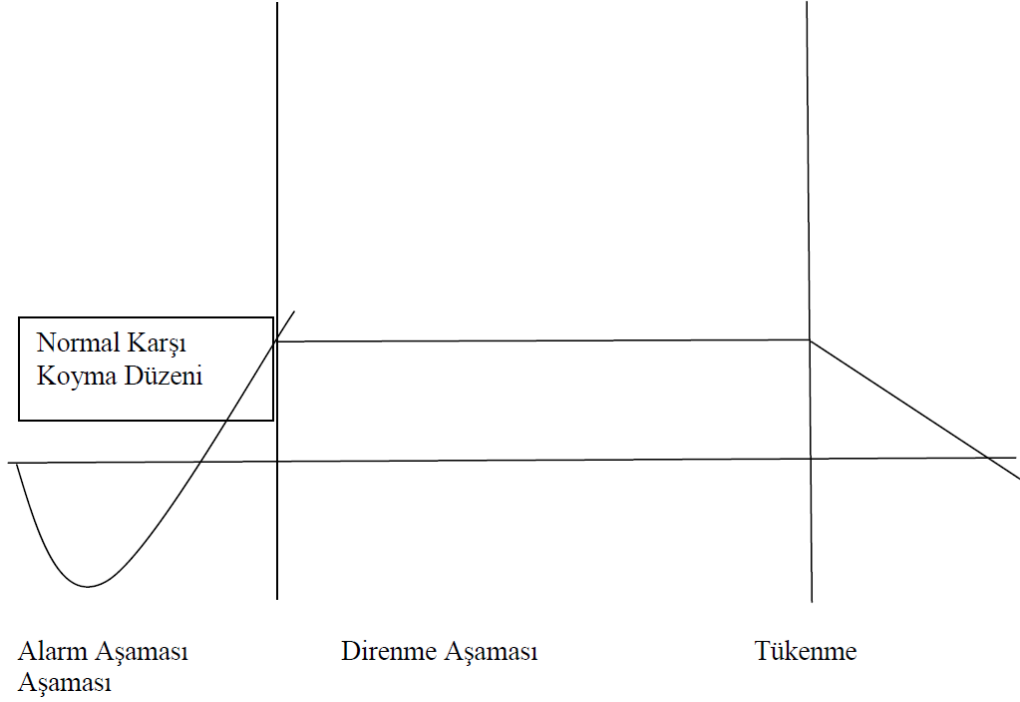 Normal Karşı
Koyma Düzeni
Alarm Aşaması Direnme Aşaması Tükenme
Aşaması